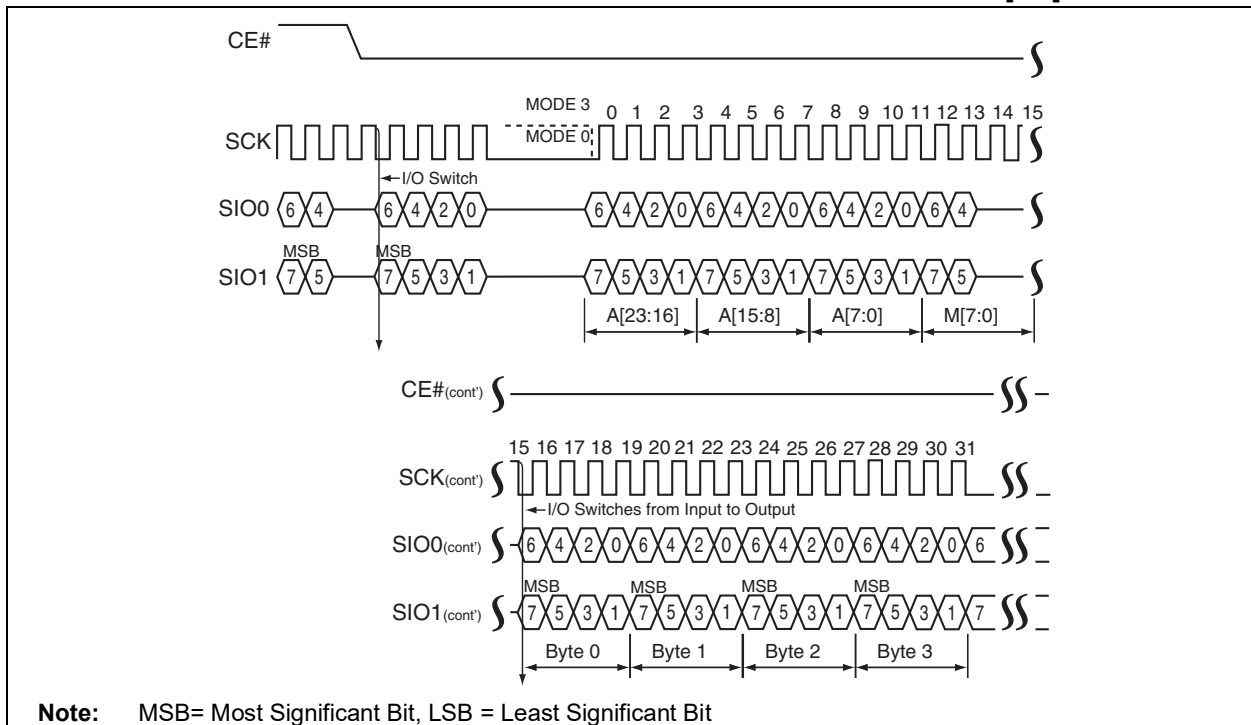 CE#
MODE 3
0 1 2 3 4 5 6 7 8 9 10 11 12 13 14 15
SCK
MODE 0
I/O Switch
SIO0 6 4 6 4 2 0 6 4 2 0 6 4 2 0 6 4 2 0 6 4
MSB MSB
SIO1 7 5 7 5 3 1 7 5 3 1 7 5 3 1 7 5 3 1 7 5
A[23:16] A[15:8] A[7:0] M[7:0]
CE#(cont')
15 16 17 18 19 20 21 22 23 24 25 26 27 28 29 30 31
SCK(cont')
I/O Switches from Input to Output
SIO0(cont') 6 4 2 0 6 4 2 0 6 4 2 0 6 4 2 0 6
MSB MSB MSB MSB
SIO1(cont') 7 5 3 1 7 5 3 1 7 5 3 1 7 5 3 1 7
Byte 0 Byte 1 Byte 2 Byte 3
Note: MSB= Most Significant Bit, LSB = Least Significant Bit